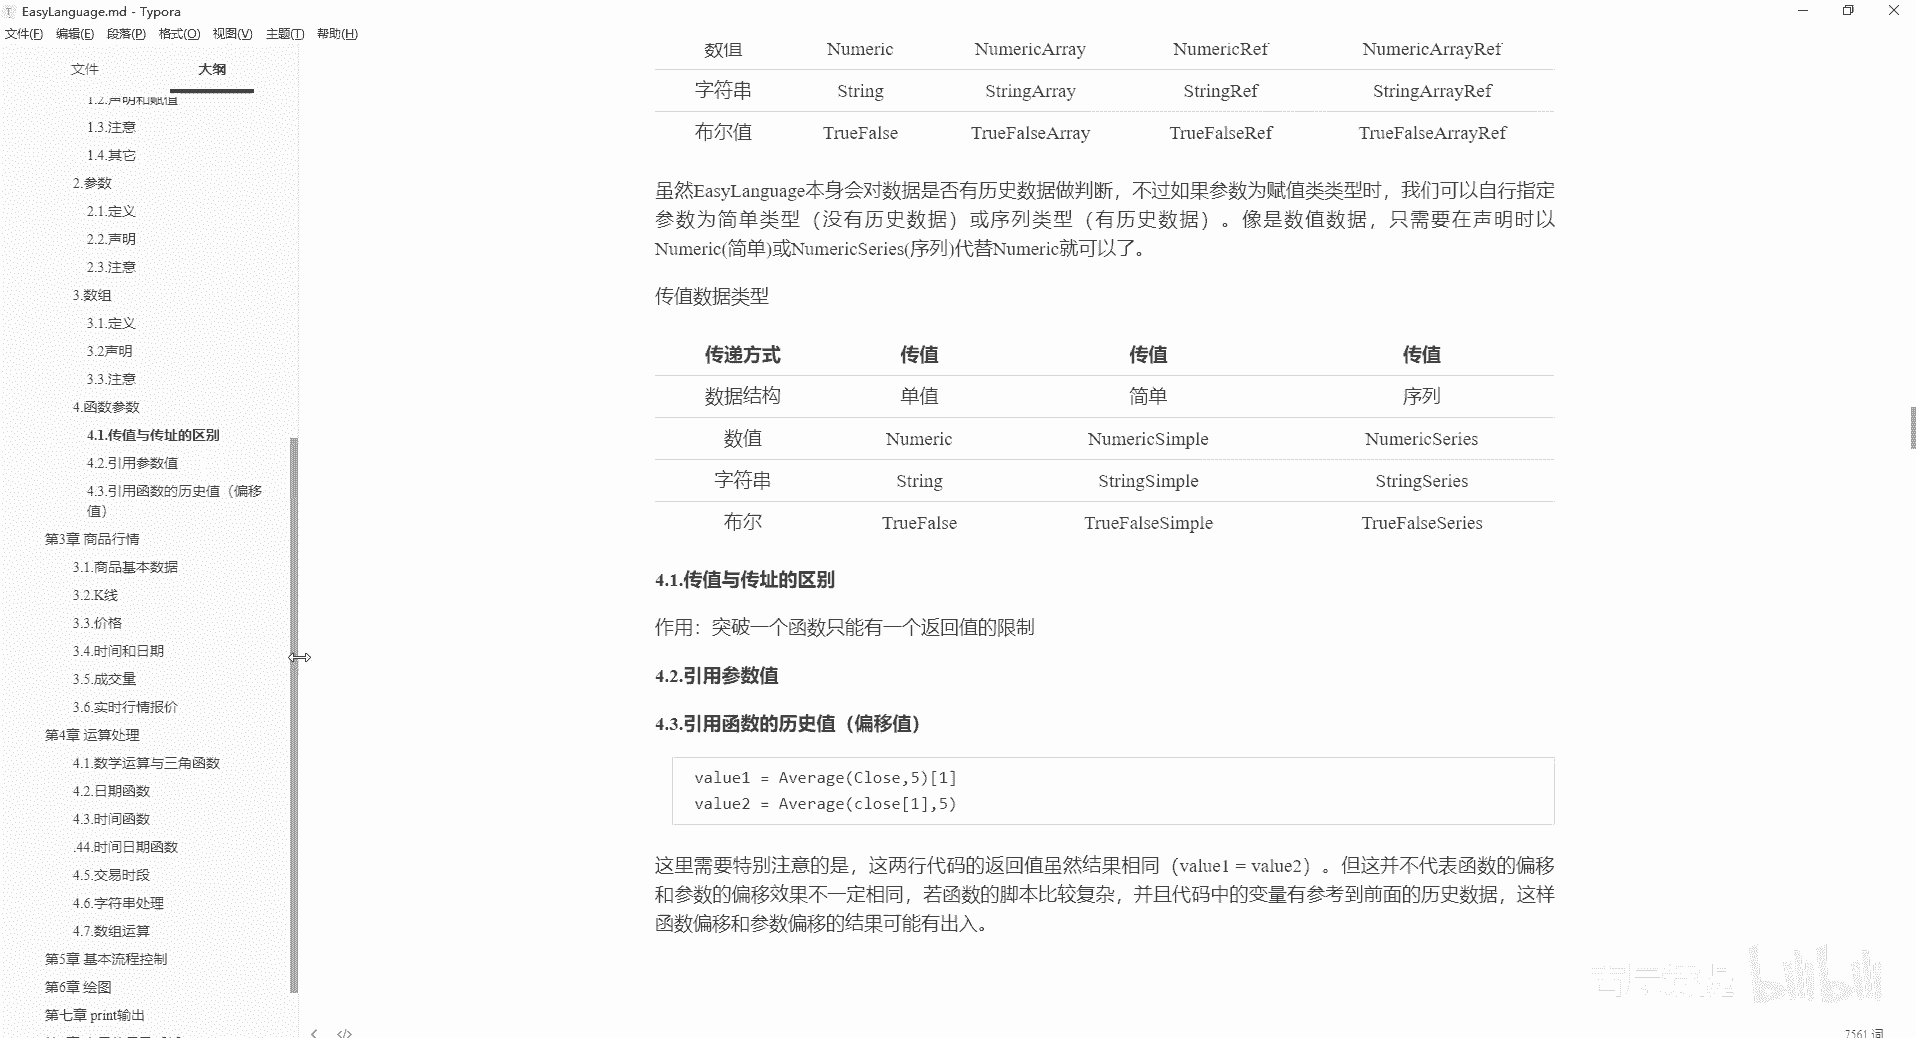 EasyLanguage.md - Typora
文件(F) 编辑(E) 段落(P) 格式(O) 视图(V) 主题(T) 帮助(H)
文件 大纲
1.2.声明和赋值
1.3.注意
1.4.其它
2.参数
2.1.定义
2.2.声明
2.3.注意
3.数组
3.1.定义
3.2声明
3.3.注意
4.函数参数
4.1.传值与传址的区别
4.2.引用参数值
4.3.引用函数的历史值（偏移
值）
第3章 商品行情
3.1.商品基本数据
3.2.K线
3.3.价格
3.4.时间和日期
3.5.成交量
3.6.实时行情报价
第4章 运算处理
4.1.数学运算与三角函数
4.2.日期函数
4.3.时间函数
.44.时间日期函数
4.5.交易时段
4.6.字符串处理
4.7.数组运算
第5章 基本流程控制
第6章 绘图
第七章 print输出
数值 Numeric NumericArray NumericRef NumericArrayRef
字符串 String StringArray StringRef StringArrayRef
布尔值 TrueFalse TrueFalseArray TrueFalseRef TrueFalseArrayRef
虽然EasyLanguage本身会对数据是否有历史数据做判断，不过如果参数为赋值类类型时，我们可以自行指定
参数为简单类型（没有历史数据）或序列类型（有历史数据）。像是数值数据，只需要在声明时以
Numeric(简单)或NumericSeries(序列)代替Numeric就可以了。
传值数据类型
传递方式 传值 传值 传值
数据结构 单值 简单 序列
数值 Numeric NumericSimple NumericSeries
字符串 String StringSimple StringSeries
布尔 TrueFalse TrueFalseSimple TrueFalseSeries
4.1.传值与传址的区别
作用：突破一个函数只能有一个返回值的限制
4.2.引用参数值
4.3.引用函数的历史值（偏移值）
value1 = Average(Close,5)[1]
value2 = Average(close[1],5)
这里需要特别注意的是，这两行代码的返回值虽然结果相同（value1 = value2）。但这并不代表函数的偏移
和参数的偏移效果不一定相同，若函数的脚本比较复杂，并且代码中的变量有参考到前面的历史数据，这样
函数偏移和参数偏移的结果可能有出入。
bilibili
7561 词